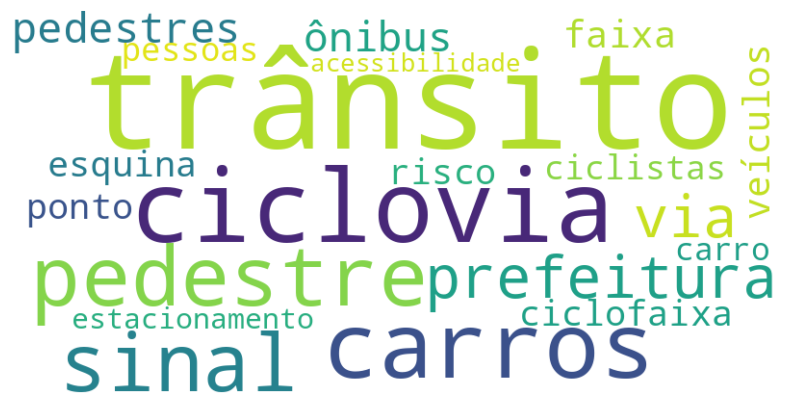 pedestres
pessoas
ônibus
faixa
acessibilidade
trânsito
veículos
esquina
risco
ciclistas
ponto
ciclovia
via
carro
pedestre
prefeitura
estacionamento
ciclofaixa
sinal
carros